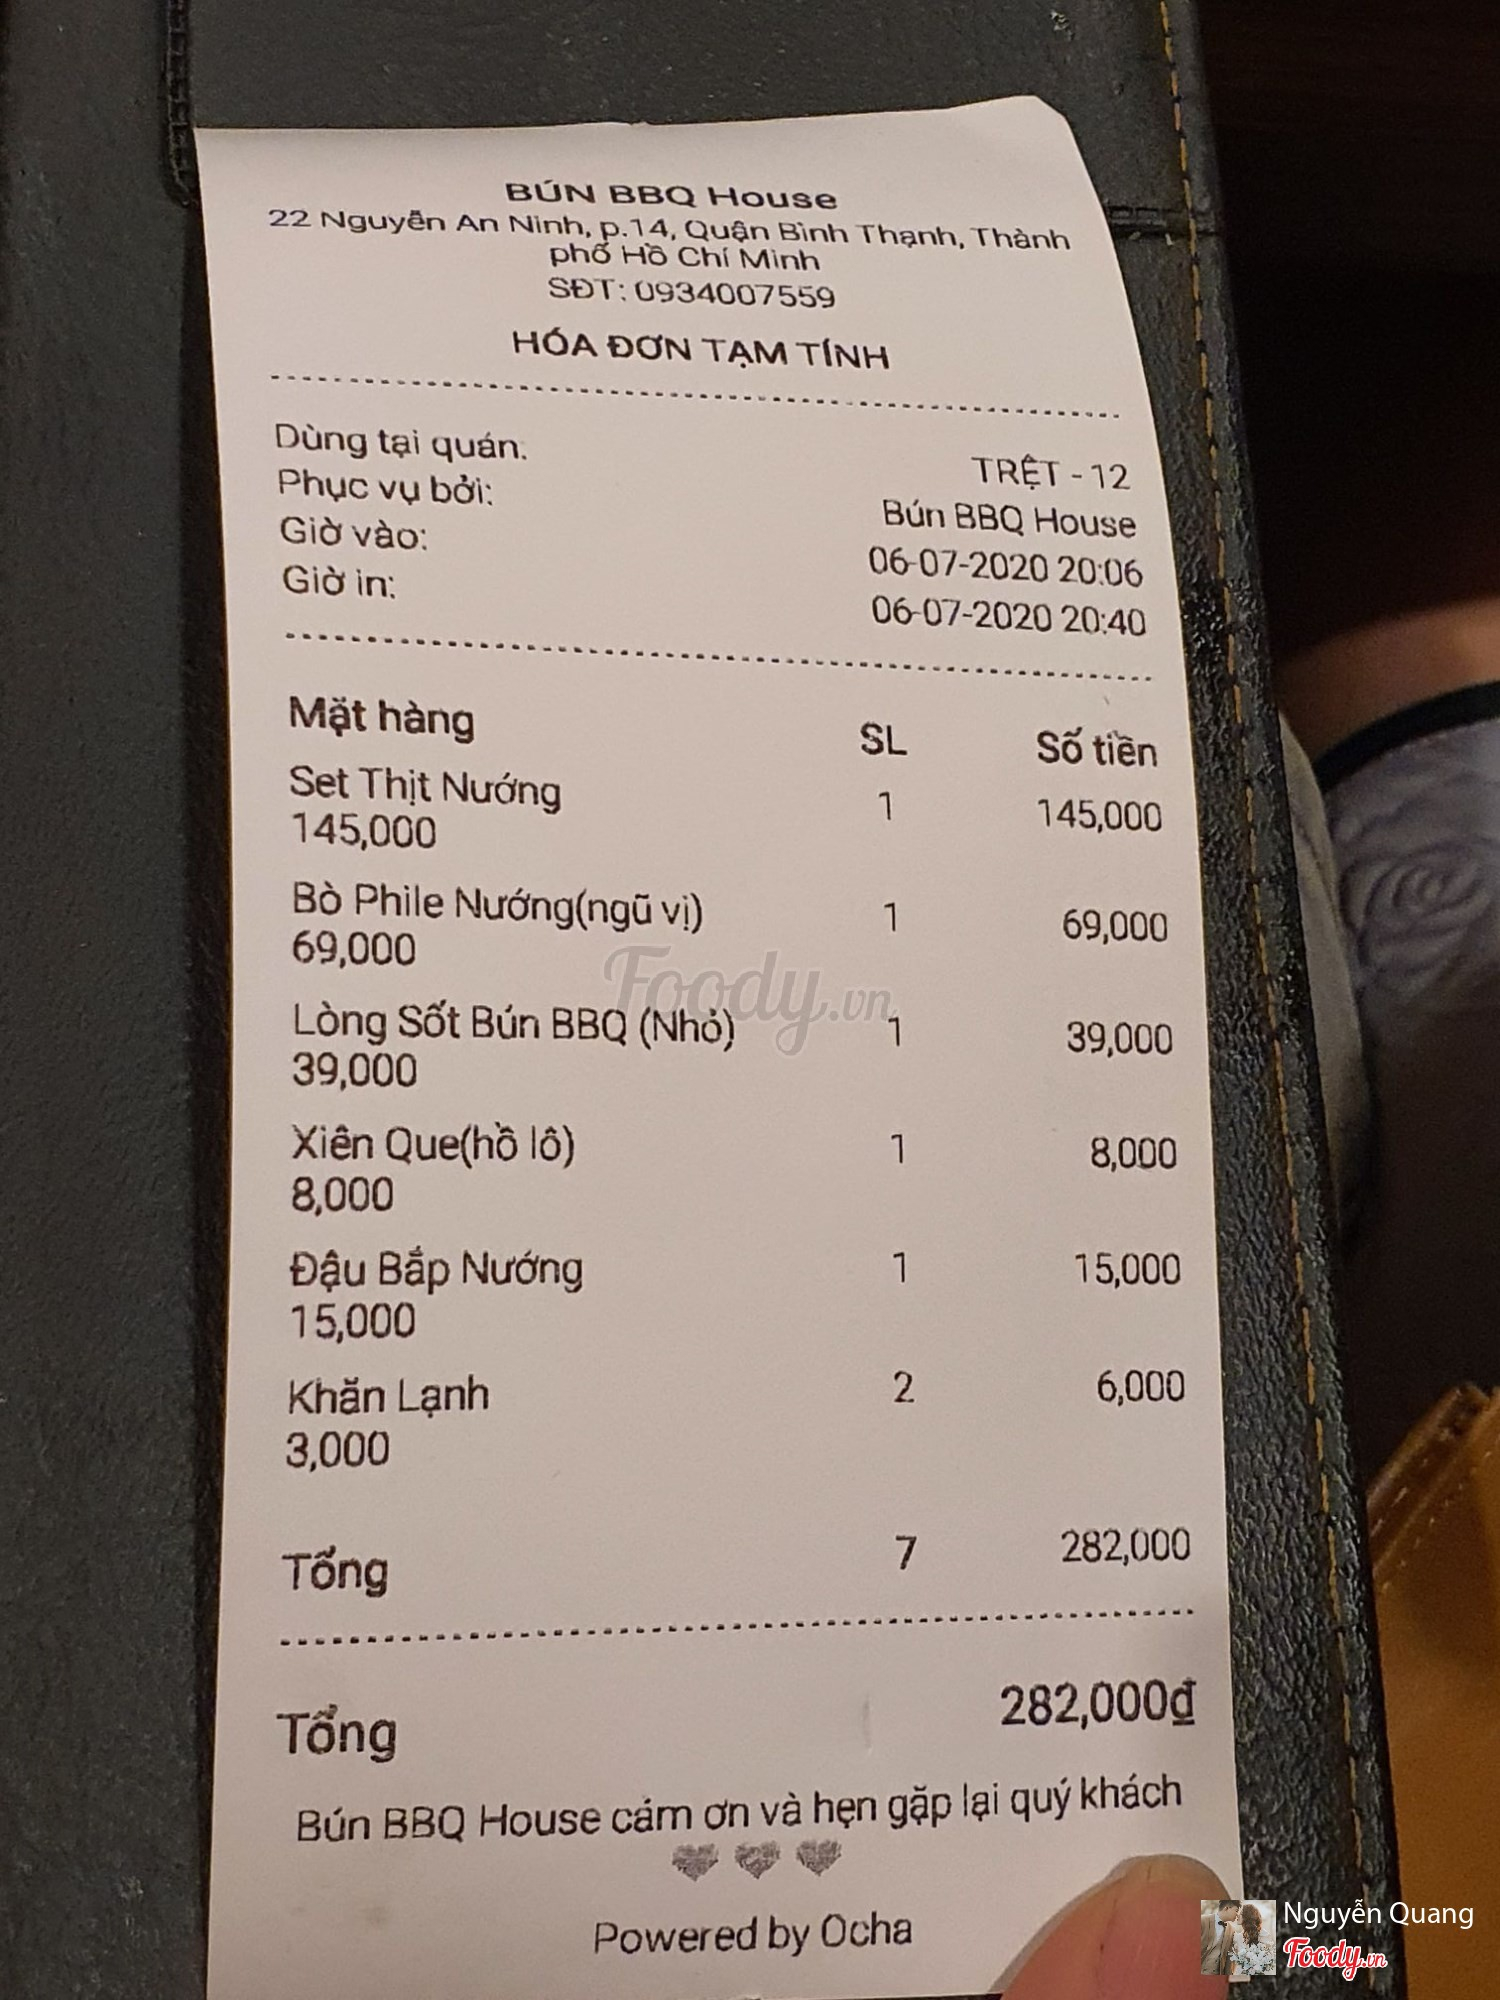 BÚN BBQ House
22 Nguyễn An Ninh, p.14, Quận Bình Thạnh, Thành
phố Hồ Chí Minh
SĐT: 0934007559
HÓA ĐƠN TẠM TÍNH
Dùng tại quán: TRỆT - 12
Phục vụ bởi: Bún BBQ House
Giờ vào: 06-07-2020 20:06
Giờ in: 06-07-2020 20:40
Mặt hàng SL Số tiền
Set Thịt Nướng 1 145,000
145,000
Bò Phile Nướng(ngũ vị) 1 69,000
69,000
Foody.vn
Lòng Sốt Bún BBQ (Nhỏ) 1 39,000
39,000
Xiên Que(hồ lô) 1 8,000
8,000
Đậu Bắp Nướng 1 15,000
15,000
Khăn Lạnh 2 6,000
3,000
Tổng 7 282,000
Tổng 282,000đ
Bún BBQ House cảm ơn và hẹn gặp lại quý khách
Powered by Ocha
Nguyễn Quang
Foody.vn